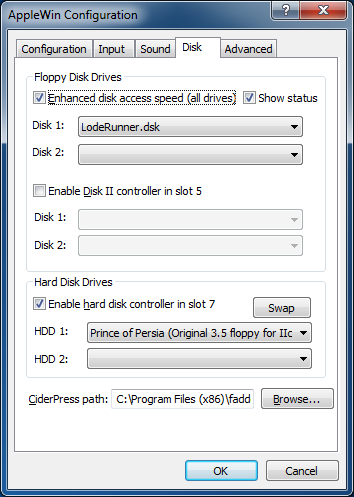 AppleWin Configuration
Configuration Input Sound Disk Advanced
Floppy Disk Drives
Enhanced disk access speed (all drives) Show status
Disk 1: LodeRunner.dsk
Disk 2:
Enable Disk II controller in slot 5
Disk 1:
Disk 2:
Hard Disk Drives
Enable hard disk controller in slot 7 Swap
HDD 1: Prince of Persia (Original 3.5 floppy for IIc
HDD 2:
CiderPress path: C:\Program Files (x86)\fadd Browse...
OK Cancel